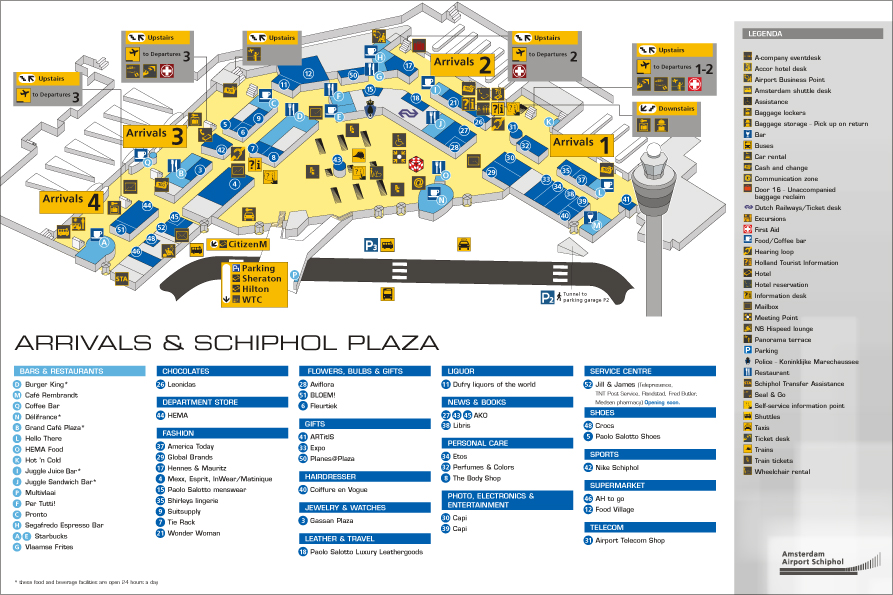 Upstairs
to Departures 3
Upstairs
Upstairs
to Departures 2
Upstairs
to Departures 1-2
Upstairs
to Departures 3
Downstairs
Arrivals 2
Arrivals 3
Arrivals 1
Arrivals 4
CitizenM
Parking
Sheraton
Hilton
WTC
STA
P3
P2
Tunnel to
parking garage P2
LEGENDA
A-company eventdesk
Accor hotel desk
Airport Business Point
Amsterdam shuttle desk
Assistance
Baggage lockers
Baggage storage - Pick up on return
Bar
Buses
Car rental
Cash and change
Communication zone
Door 16 - Unaccompanied
baggage reclaim
Dutch Railways/Ticket desk
Excursions
First Aid
Food/Coffee bar
Hearing loop
Holland Tourist Information
Hotel
Hotel reservation
Information desk
Mailbox
Meeting Point
NS Hispeed lounge
Panorama terrace
Parking
Police - Koninklijke Marechaussee
Restaurant
Schiphol Transfer Assistance
Seal & Go
Self-service information point
Shuttles
Taxis
Ticket desk
Trains
Train tickets
Wheelchair rental
ARRIVALS & SCHIPHOL PLAZA
BARS & RESTAURANTS
D Burger King*
M Café Rembrandt
Q Coffee Bar
N Délifrance*
B Grand Café Plaza*
L Hello There
O HEMA Food
K Hot 'n Cold
I Juggle Juice Bar*
J Juggle Sandwich Bar*
F Multivlaai
P Per Tutti!
C Pronto
H Segafredo Espresso Bar
A E Starbucks
G Vlaamse Frites
CHOCOLATES
26 Leonidas
DEPARTMENT STORE
44 HEMA
FASHION
37 America Today
29 Global Brands
17 Hennes & Mauritz
4 Mexx, Esprit, InWear/Matinique
15 Paolo Salotto menswear
35 Shirleys lingerie
9 Suitsupply
7 Tie Rack
21 Wonder Woman
FLOWERS, BULBS & GIFTS
28 Aviflora
51 BLOEM!
6 Fleurtiek
GIFTS
41 ARTitIS
33 Expo
50 Planes@Plaza
HAIRDRESSER
40 Coiffure en Vogue
JEWELRY & WATCHES
3 Gassan Plaza
LEATHER & TRAVEL
18 Paolo Salotto Luxury Leathergoods
LIQUOR
11 Dufry liquors of the world
NEWS & BOOKS
27 43 45 AKO
38 Libris
PERSONAL CARE
34 Etos
32 Perfumes & Colors
8 The Body Shop
PHOTO, ELECTRONICS &
ENTERTAINMENT
30 Capi
39 Capi
SERVICE CENTRE
52 Jill & James (Telepresence,
TNT Post Service, Randstad, Fred Butler,
Medsen pharmacy) Opening soon.
SHOES
48 Crocs
5 Paolo Salotto Shoes
SPORTS
42 Nike Schiphol
SUPERMARKET
46 AH to go
12 Food Village
TELECOM
31 Airport Telecom Shop
* these food and beverage facilities are open 24 hours a day
Amsterdam
Airport Schiphol